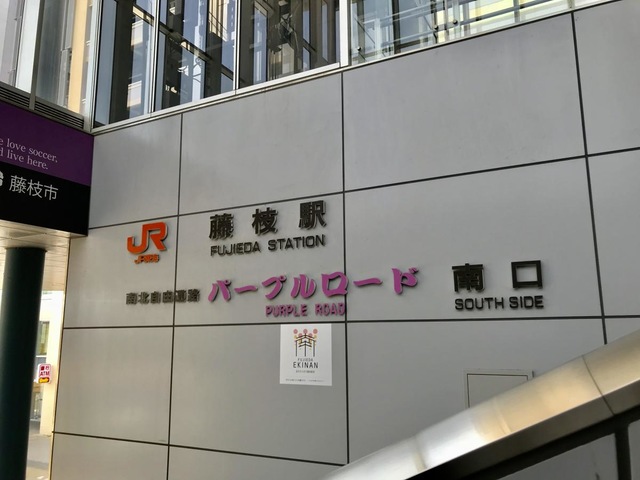 e love soccer.
d live here.
藤枝市
JR
JR東海
藤枝駅
FUJIEDA STATION
南北自由通路
パープルロード
PURPLE ROAD
南口
SOUTH SIDE
FUJIEDA
EKINAN
ATM